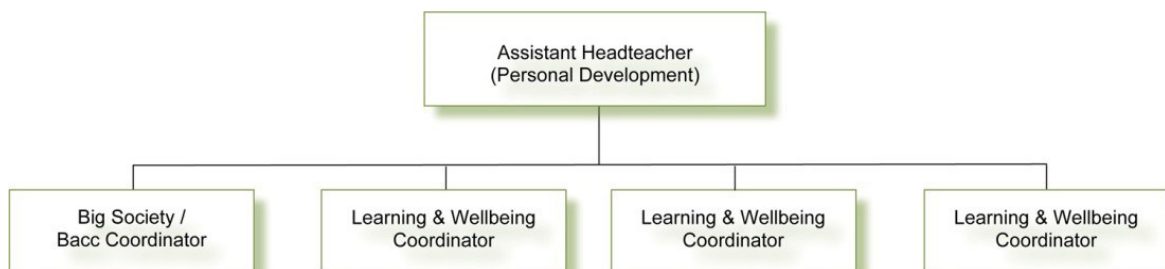 Assistant Headteacher
(Personal Development)
Big Society /
Bacc Coordinator
Learning & Wellbeing
Coordinator
Learning & Wellbeing
Coordinator
Learning & Wellbeing
Coordinator